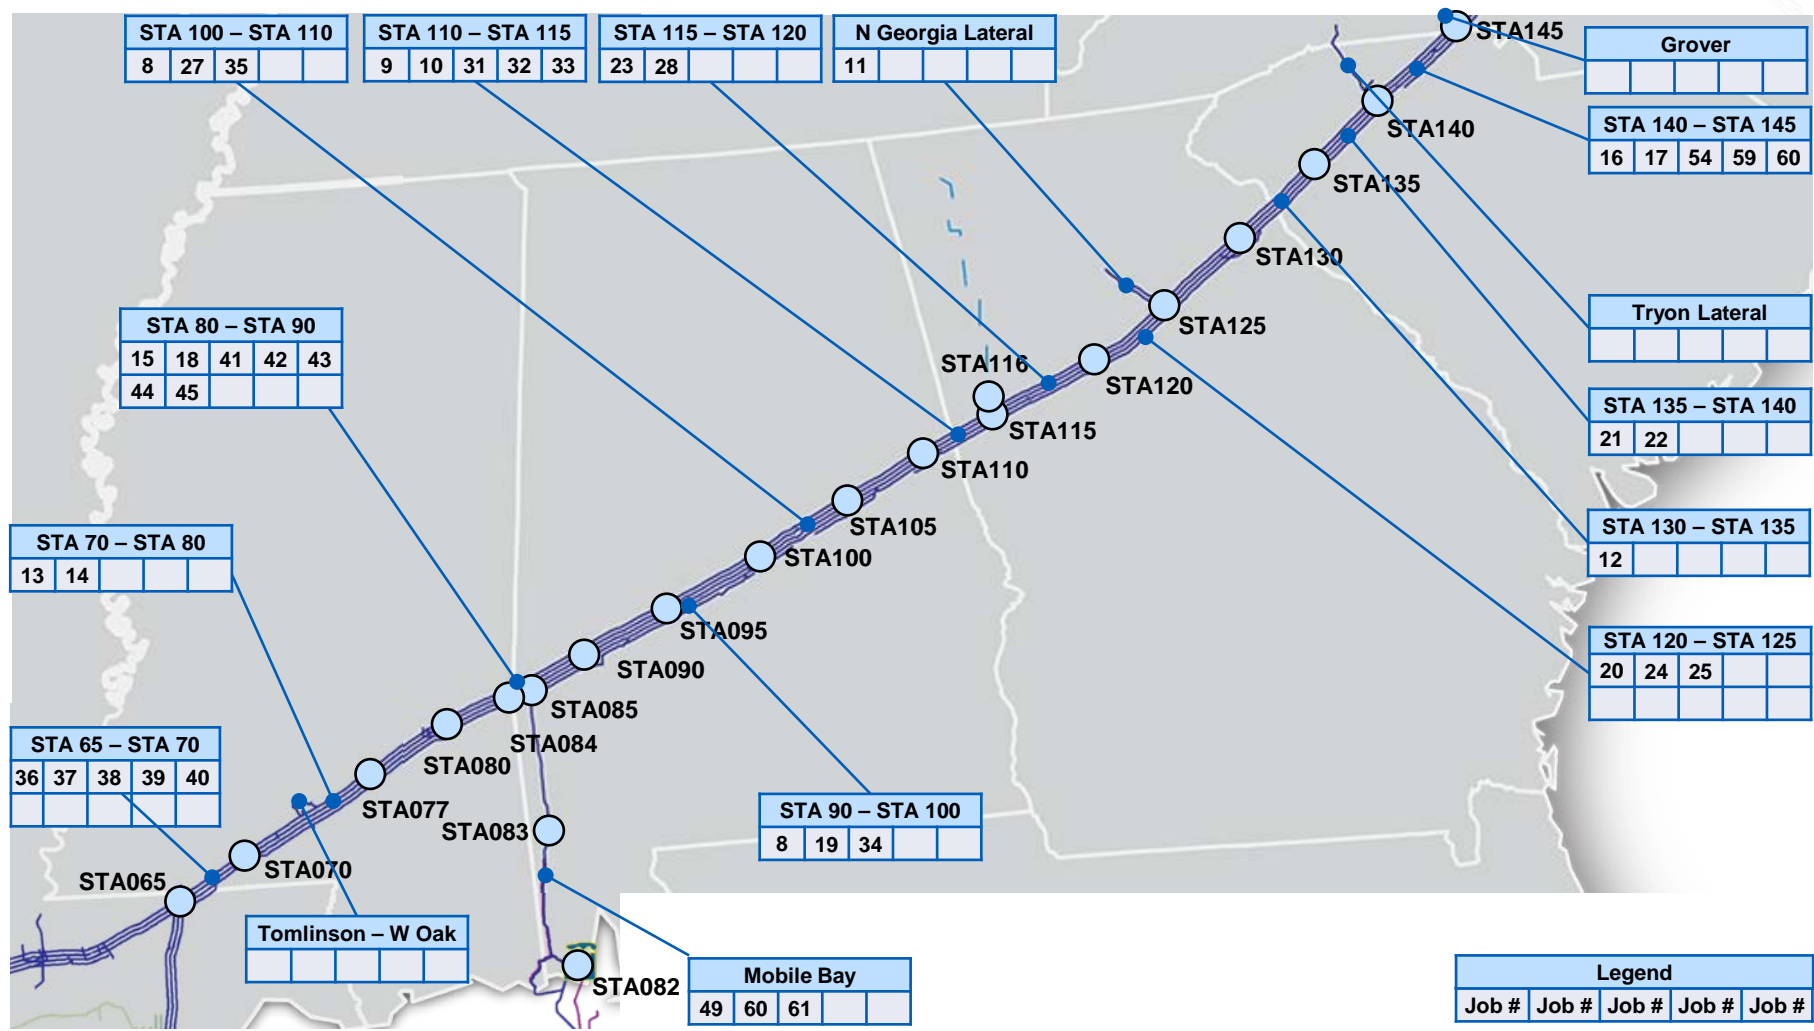 STA 100 – STA 110
8 27 35
STA 110 – STA 115
9 10 31 32 33
STA 115 – STA 120
23 28
N Georgia Lateral
11
STA145
Grover
STA 140 – STA 145
16 17 54 59 60
STA140
STA135
STA130
STA125
Tryon Lateral
STA 80 – STA 90
15 18 41 42 43
44 45
STA116
STA120
STA115
STA 135 – STA 140
21 22
STA110
STA105
STA100
STA 130 – STA 135
12
STA 70 – STA 80
13 14
STA095
STA090
STA 120 – STA 125
20 24 25
STA085
STA084
STA080
STA077
STA 65 – STA 70
36 37 38 39 40
STA083
STA 90 – STA 100
8 19 34
STA070
STA065
Tomlinson – W Oak
STA082
Mobile Bay
49 60 61
Legend
Job # Job # Job # Job # Job #